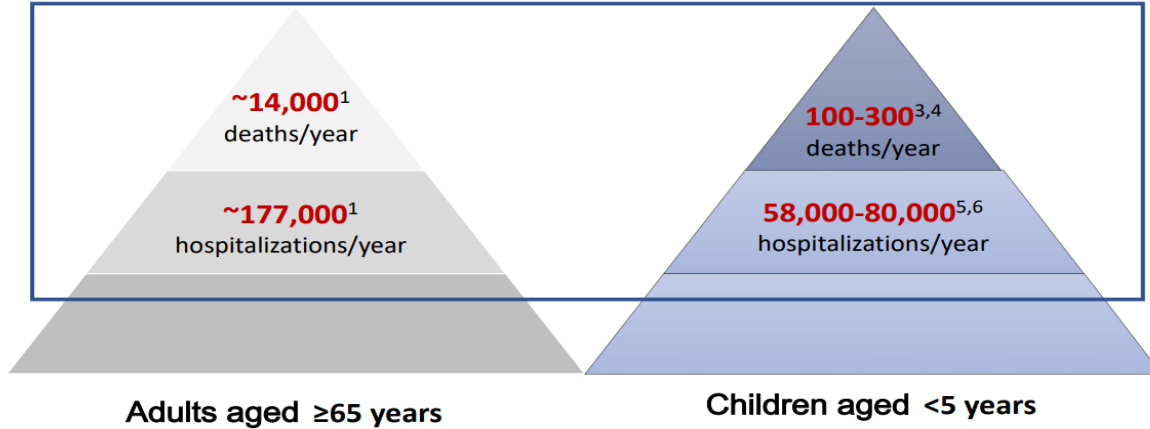 ~14,000¹
deaths/year
~177,000¹
hospitalizations/year
Adults aged ≥65 years
100-300³,⁴
deaths/year
58,000-80,000⁵,⁶
hospitalizations/year
Children aged <5 years